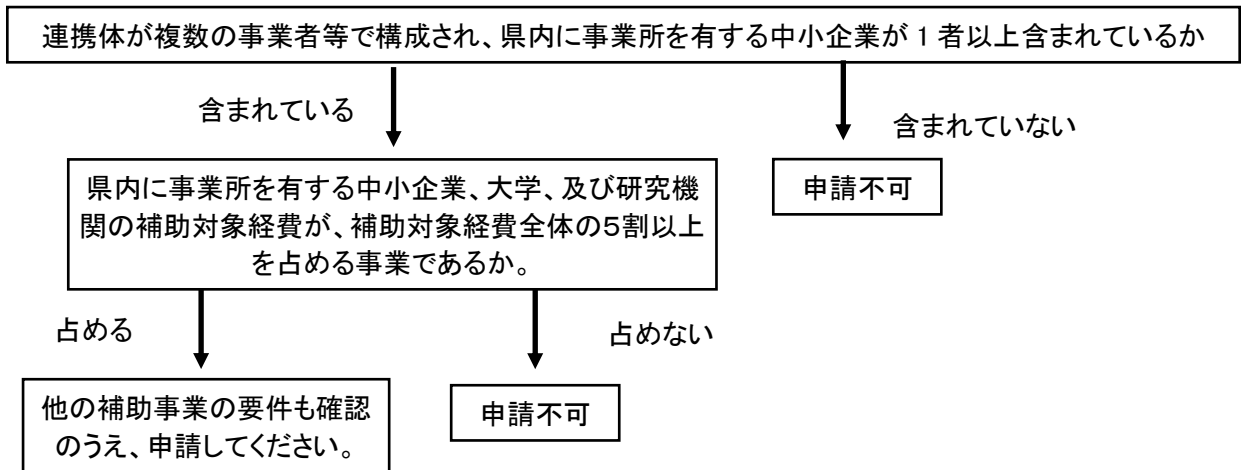 連携体が複数の事業者等で構成され、県内に事業所を有する中小企業が 1 者以上含まれているか
含まれている
含まれていない
県内に事業所を有する中小企業、大学、及び研究機
関の補助対象経費が、補助対象経費全体の5割以上
を占める事業であるか。
申請不可
占める
占めない
他の補助事業の要件も確認
のうえ、申請してください。
申請不可